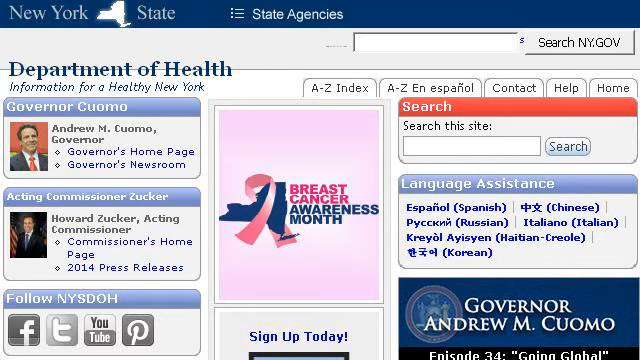 New York State
State Agencies
Search NY.GOV
Department of Health
Information for a Healthy New York
A-Z Index
A-Z En español
Contact
Help
Home
Governor Cuomo
Andrew M. Cuomo,
Governor
Governor's Home Page
Governor's Newsroom
Acting Commissioner Zucker
Howard Zucker, Acting
Commissioner
Commissioner's Home
Page
2014 Press Releases
Follow NYSDOH
You
Tube
BREAST
CANCER
AWARENESS
MONTH
Sign Up Today!
Search
Search this site:
Search
Language Assistance
Español (Spanish) | 中文 (Chinese) |
Русский (Russian) | Italiano (Italian) |
Kreyòl Ayisyen (Haitian-Creole) |
한국어 (Korean)
GOVERNOR
ANDREW M. CUOMO
Episode 34: "Going Global"